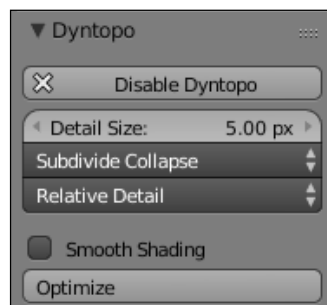 Dyntopo
Disable Dyntopo
Detail Size: 5.00 px
Subdivide Collapse
Relative Detail
Smooth Shading
Optimize